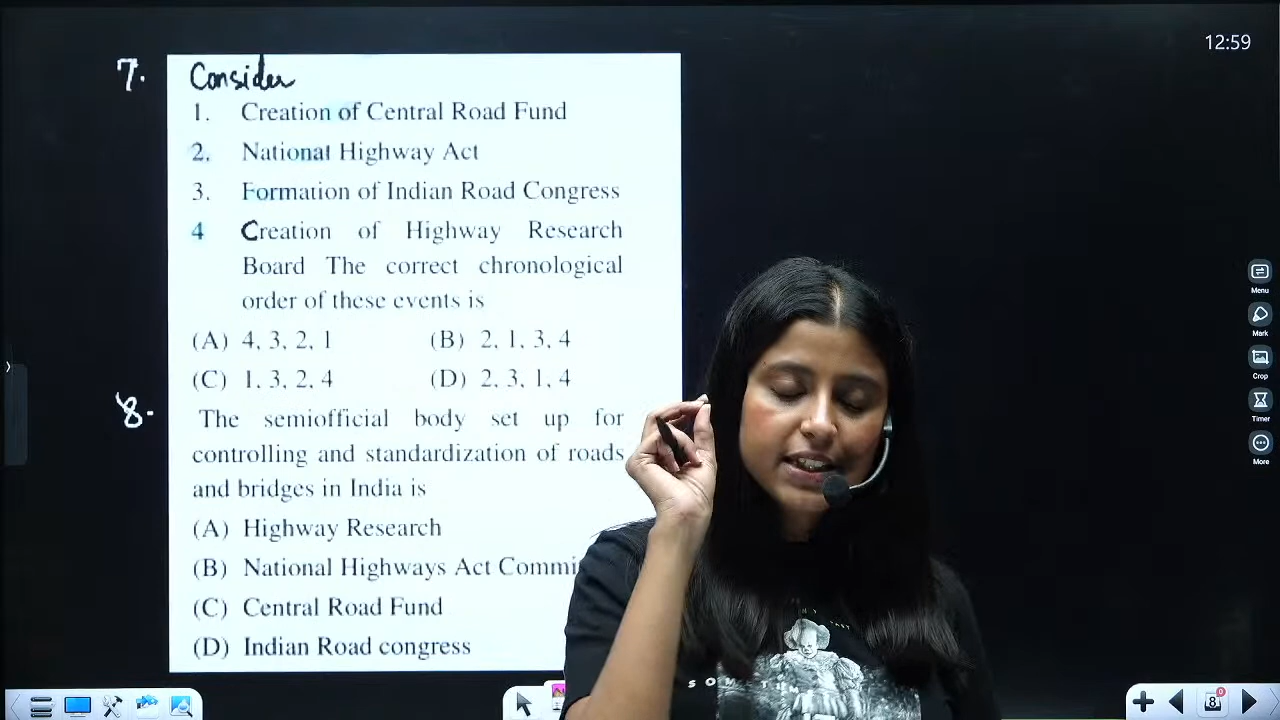 12:59
7. Consider
1. Creation of Central Road Fund
2. National Highway Act
3. Formation of Indian Road Congress
4 Creation of Highway Research
Board The correct chronological
order of these events is
(A) 4, 3, 2, 1 (B) 2, 1, 3, 4
(C) 1, 3, 2, 4 (D) 2, 3, 1, 4
8. The semiofficial body set up for
controlling and standardization of roads
and bridges in India is
(A) Highway Research
(B) National Highways Act
(C) Central Road Fund
(D) Indian Road congress
Menu
Mark
Crop
Timer
More
8
0